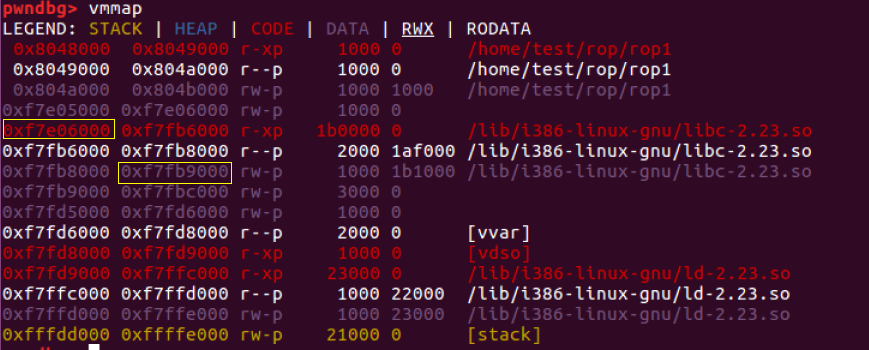 pwndbg> vmmap
LEGEND: STACK | HEAP | CODE | DATA | RWX | RODATA
0x8048000 0x8049000 r-xp 1000 0 /home/test/rop/rop1
0x8049000 0x804a000 r--p 1000 0 /home/test/rop/rop1
0x804a000 0x804b000 rw-p 1000 1000 /home/test/rop/rop1
0xf7e05000 0xf7e06000 rw-p 1000 0
0xf7e06000 0xf7fb6000 r-xp 1b0000 0 /lib/i386-linux-gnu/libc-2.23.so
0xf7fb6000 0xf7fb8000 r--p 2000 1af000 /lib/i386-linux-gnu/libc-2.23.so
0xf7fb8000 0xf7fb9000 rw-p 1000 1b1000 /lib/i386-linux-gnu/libc-2.23.so
0xf7fb9000 0xf7fbc000 rw-p 3000 0
0xf7fd5000 0xf7fd6000 rw-p 1000 0
0xf7fd6000 0xf7fd8000 r--p 2000 0 [vvar]
0xf7fd8000 0xf7fd9000 r-xp 1000 0 [vdso]
0xf7fd9000 0xf7ffc000 r-xp 23000 0 /lib/i386-linux-gnu/ld-2.23.so
0xf7ffc000 0xf7ffd000 r--p 1000 22000 /lib/i386-linux-gnu/ld-2.23.so
0xf7ffd000 0xf7ffe000 rw-p 1000 23000 /lib/i386-linux-gnu/ld-2.23.so
0xfffdd000 0xffffe000 rw-p 21000 0 [stack]